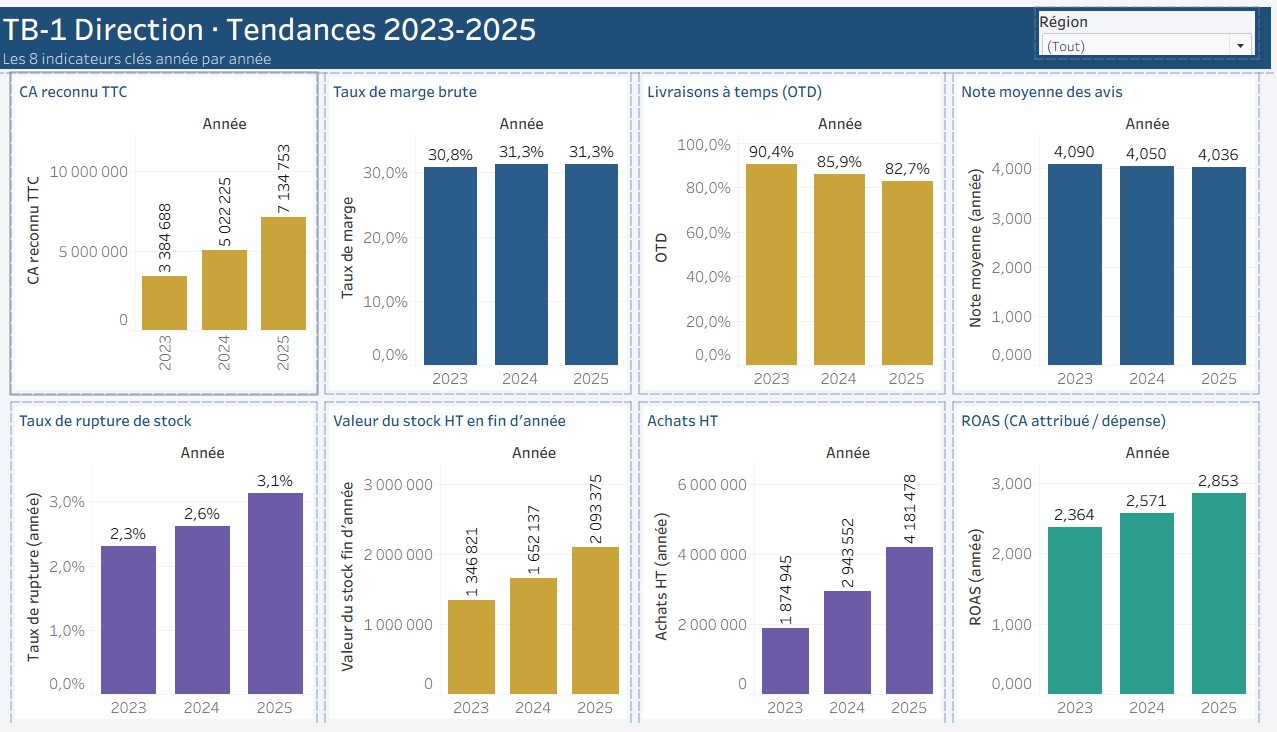 TB-1 Direction · Tendances 2023-2025
Les 8 indicateurs clés année par année
Région
(Tout)
CA reconnu TTC
Année
CA reconnu TTC
10 000 000
5 000 000
0
3 384 688
5 022 225
7 134 753
2023
2024
2025
Taux de marge brute
Année
Taux de marge
30,0%
20,0%
10,0%
0,0%
30,8%
31,3%
31,3%
2023
2024
2025
Livraisons à temps (OTD)
Année
OTD
100,0%
80,0%
60,0%
40,0%
20,0%
0,0%
90,4%
85,9%
82,7%
2023
2024
2025
Note moyenne des avis
Année
Note moyenne (année)
4,000
3,000
2,000
1,000
0,000
4,090
4,050
4,036
2023
2024
2025
Taux de rupture de stock
Année
Taux de rupture (année)
3,0%
2,0%
1,0%
0,0%
2,3%
2,6%
3,1%
2023
2024
2025
Valeur du stock HT en fin d’année
Année
Valeur du stock fin d’année
3 000 000
2 000 000
1 000 000
0
1 346 821
1 652 137
2 093 375
2023
2024
2025
Achats HT
Année
Achats HT (année)
6 000 000
4 000 000
2 000 000
0
1 874 945
2 943 552
4 181 478
2023
2024
2025
ROAS (CA attribué / dépense)
Année
ROAS (année)
3,000
2,000
1,000
0,000
2,364
2,571
2,853
2023
2024
2025